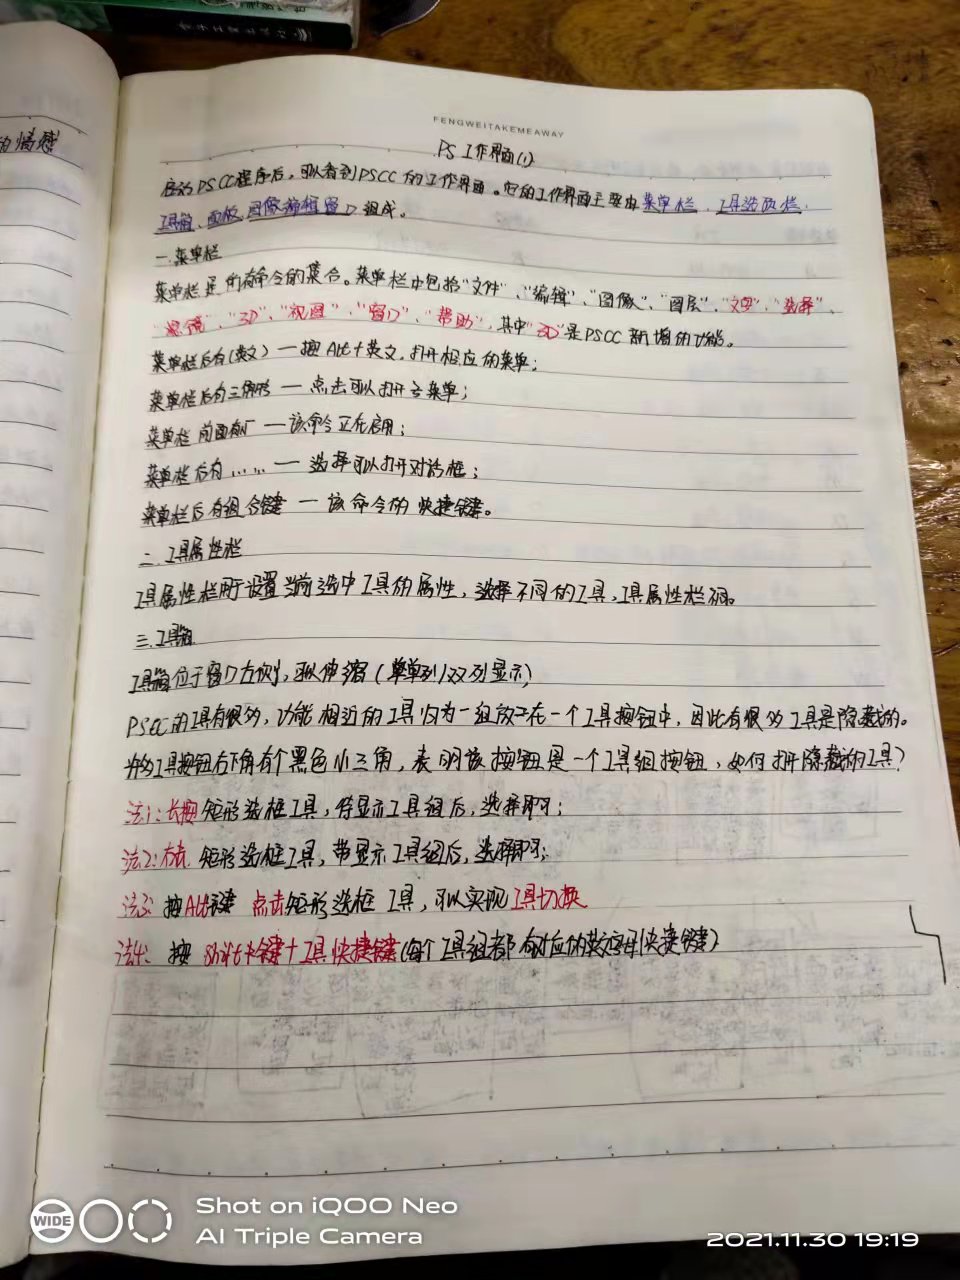 的情感
FENGWEITAKEMEAWAY
PS工作界面(1)
启动PSCC程序后，可以看到PSCC的工作界面。它的工作界面主要由菜单栏、工具选项栏、
工具箱、面板、图像编辑窗口组成。
一.菜单栏
菜单栏是所有命令的集合。菜单栏中包括"文件"、"编辑"、"图像"、"图层"、"文字"、"选择"、
"滤镜"、"3D"、"视图"、"窗口"、"帮助"，其中"3D"是PSCC新增的功能。
菜单栏后有(英文)—按Alt+英文，打开相应的菜单；
菜单栏后有三角形—点击可以打开子菜单；
菜单栏前面有√—该命令正在启用；
菜单栏后有……—选择可以打开对话框；
菜单栏后有组合键—该命令的快捷键。
二.工具属性栏
工具属性栏用于设置当前选中工具的属性，选择不同的工具，工具属性栏不同。
三.工具箱
工具箱位于窗口左侧，可以伸缩(单单列/双列显示)
PSCC的工具有很多，功能相近的工具归为一组放在一个工具按钮中，因此有很多工具是隐藏的。
许多工具按钮右下角有个黑色小三角，表明该按钮是一个工具组按钮，如何打开隐藏的工具？
法1:长按矩形选框工具，待显示工具组后，选择即可；
法2:右击 矩形选框工具，带显示工具组后，选择即可；
法3: 按Alt键 点击矩形选框工具，可以实现工具切换
法4: 按 Shift键+工具快捷键(每个工具组都有对应的英文字母快捷键)
WIDE
Shot on iQOO Neo
AI Triple Camera
2021.11.30 19:19